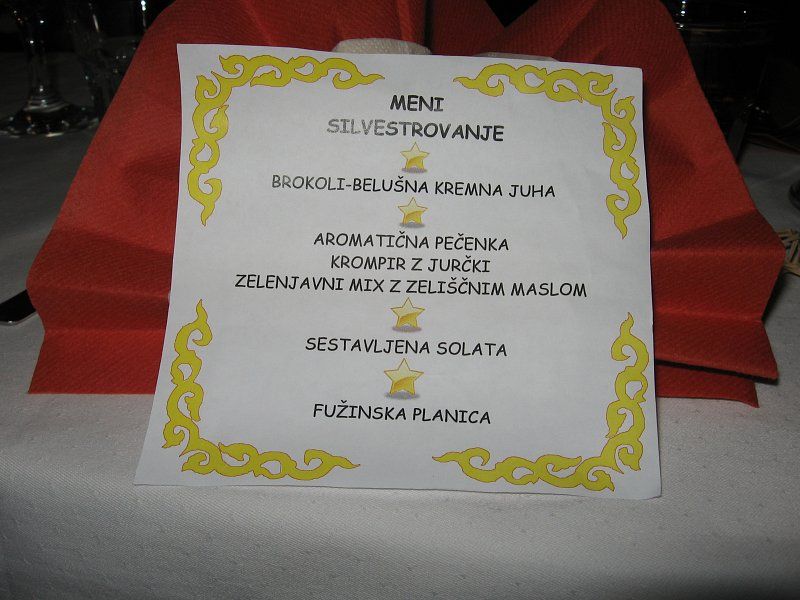 MENI
SILVESTROVANJE
BROKOLI-BELUŠNA KREMNA JUHA
AROMATIČNA PEČENKA
KROMPIR Z JURČKI
ZELENJAVNI MIX Z ZELIŠČNIM MASLOM
SESTAVLJENA SOLATA
FUŽINSKA PLANICA